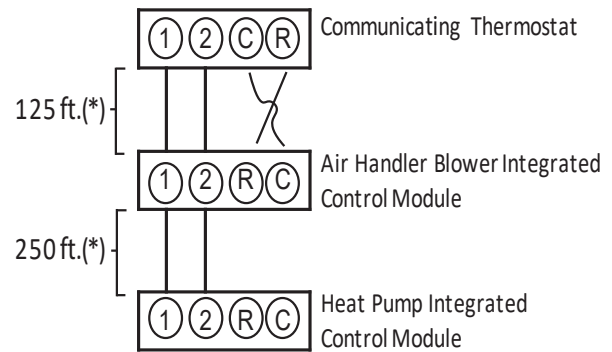 1 2 C R
Communicating Thermostat
125 ft.(*)
1 2 R C
Air Handler Blower Integrated
Control Module
250 ft.(*)
1 2 R C
Heat Pump Integrated
Control Module